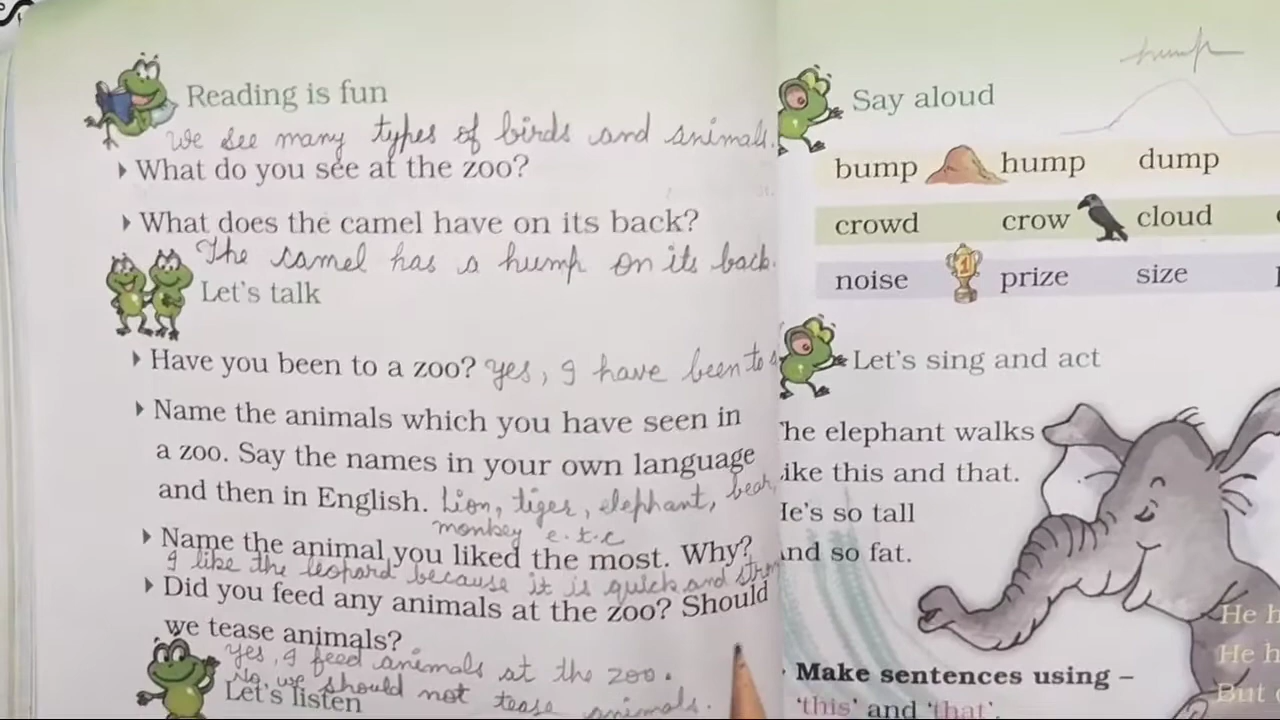 Reading is fun
We see many types of birds and animals.
What do you see at the zoo?
What does the camel have on its back?
The camel has a hump on its back.
Let's talk
Have you been to a zoo? Yes, I have been to
Name the animals which you have seen in
a zoo. Say the names in your own language
and then in English. Lion, tiger, elephant, bear,
monkey e.t.c
Name the animal you liked the most. Why?
I like the leopard because it is quick and
Did you feed any animals at the zoo? Should
we tease animals?
Yes, I feed animals at the zoo.
No, we should not tease animals.
Let's listen
hump
Say aloud
bump hump dump
crowd crow cloud
noise 1 prize size
Let's sing and act
he elephant walks
ike this and that.
He's so tall
nd so fat.
He h
He h
But
Make sentences using –
'this' and 'that'.